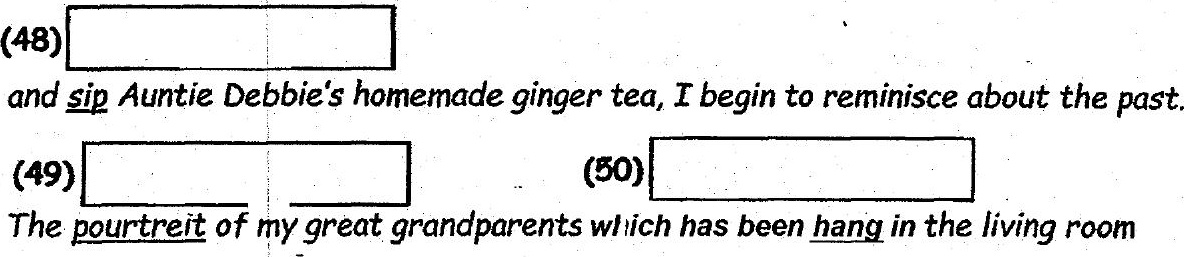 (48)
and sip Auntie Debbie's homemade ginger tea, I begin to reminisce about the past.
(49) (50)
The pourtreit of my great grandparents which has been hang in the living room